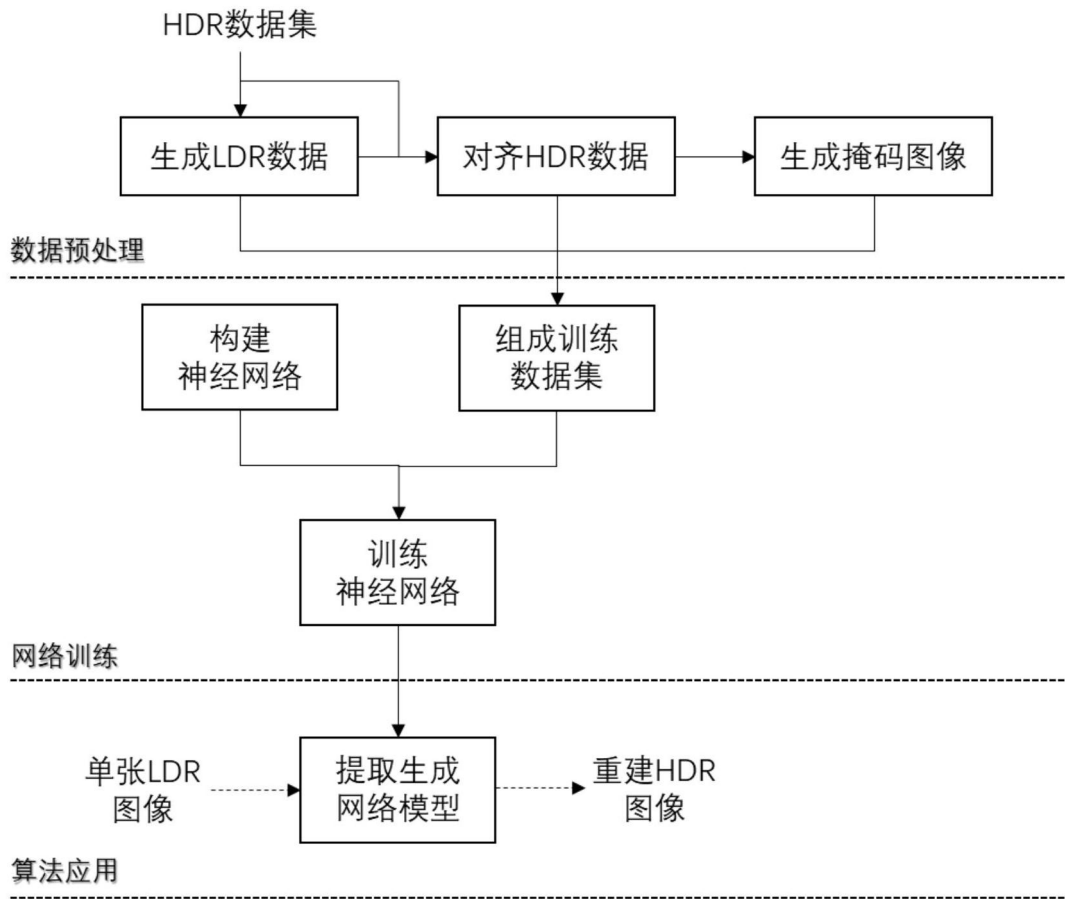 HDR数据集
生成LDR数据
对齐HDR数据
生成掩码图像
数据预处理
构建
神经网络
组成训练
数据集
训练
神经网络
网络训练
单张LDR
图像
提取生成
网络模型
重建HDR
图像
算法应用